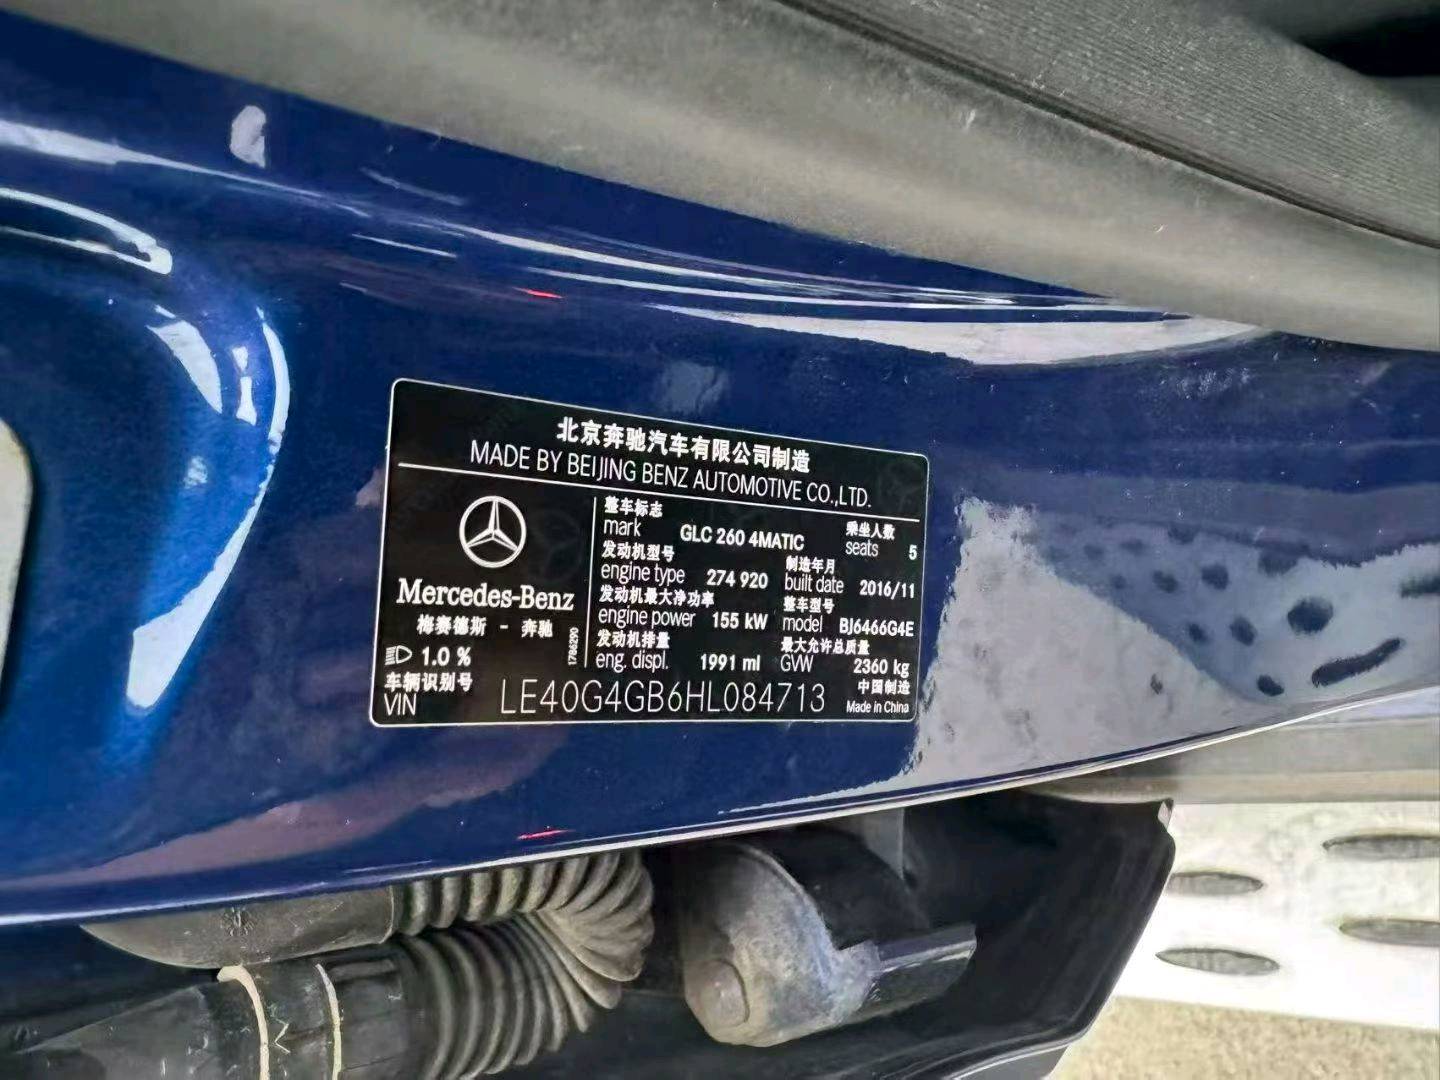 北京奔驰汽车有限公司制造
MADE BY BEIJING BENZ AUTOMOTIVE CO.,LTD.
Mercedes-Benz
梅赛德斯 - 奔驰
1.0 %
1786290
整车标志
mark GLC 260 4MATIC
乘坐人数
seats 5
发动机型号
engine type 274 920
制造年月
built date 2016/11
发动机最大净功率
engine power 155 kW
整车型号
model BJ6466G4E
发动机排量
eng. displ. 1991 ml
最大允许总质量
GVW 2360 kg
车辆识别号
VIN LE40G4GB6HL084713
中国制造
Made in China